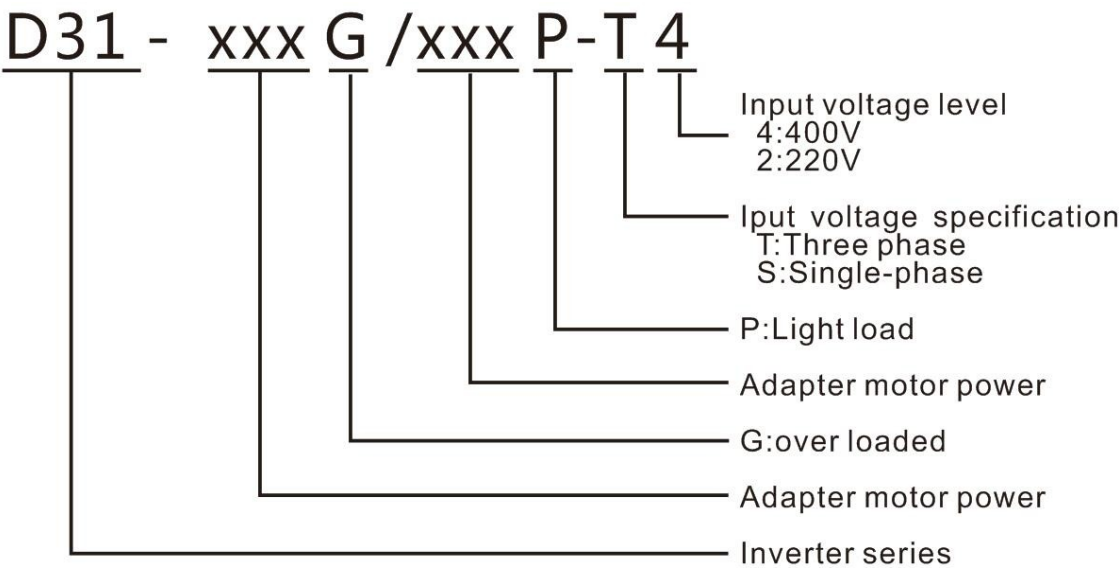 D31 - xxx G /xxx P-T 4
Input voltage level
4:400V
2:220V
Iput voltage specification
T:Three phase
S:Single-phase
P:Light load
Adapter motor power
G:over loaded
Adapter motor power
Inverter series